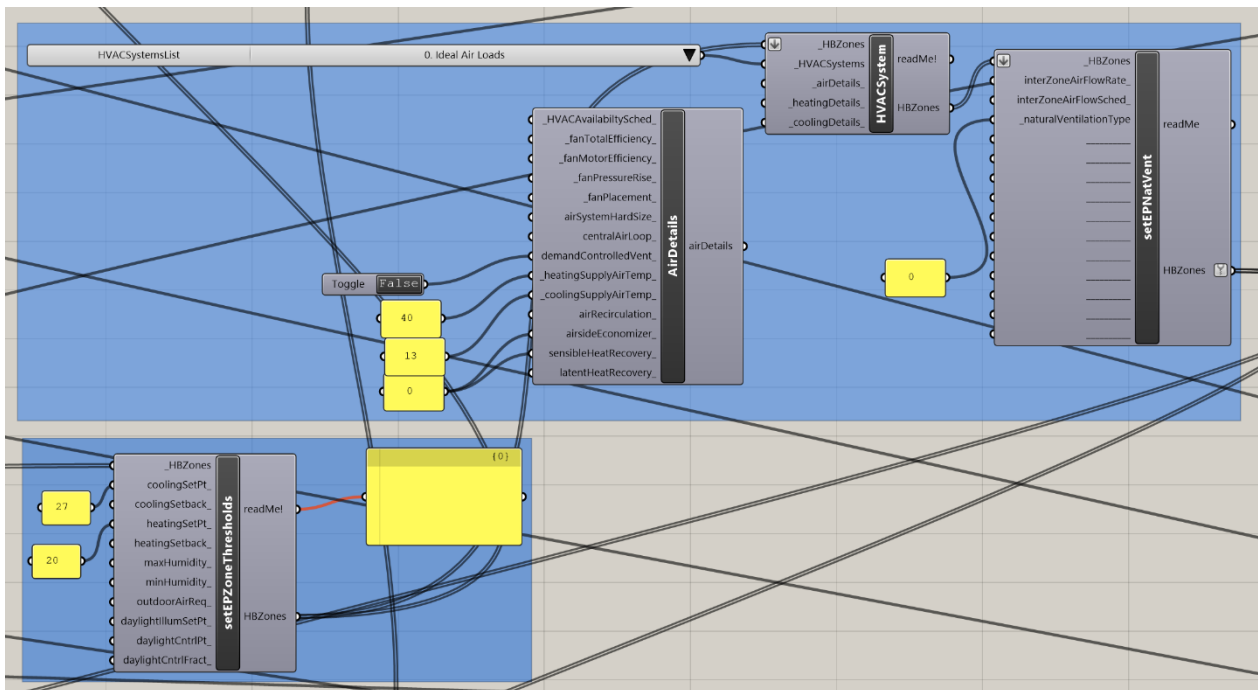 HVACSystemsList
0. Ideal Air Loads
_HBZones
_HVACSystems
_airDetails_
_heatingDetails_
_coolingDetails_
HVACSystem
readMe!
HBZones
_HBZones
interZoneAirFlowRate_
interZoneAirFlowSched_
_naturalVentilationType
setEPNatVent
readMe
HBZones
_HVACAvailabiltySched_
_fanTotalEfficiency_
_fanMotorEfficiency_
_fanPressureRise_
_fanPlacement_
airSystemHardSize_
centralAirLoop_
demandControlledVent_
_heatingSupplyAirTemp_
_coolingSupplyAirTemp_
airRecirculation_
airsideEconomizer_
sensibleHeatRecovery_
latentHeatRecovery_
AirDetails
airDetails
Toggle False
40
13
0
0
_HBZones
coolingSetPt_
coolingSetback_
heatingSetPt_
heatingSetback_
maxHumidity_
minHumidity_
outdoorAirReq_
daylightIllumSetPt_
daylightCntrlPt_
daylightCntrlFract_
setEPZoneThresholds
readMe!
HBZones
27
20
{0}